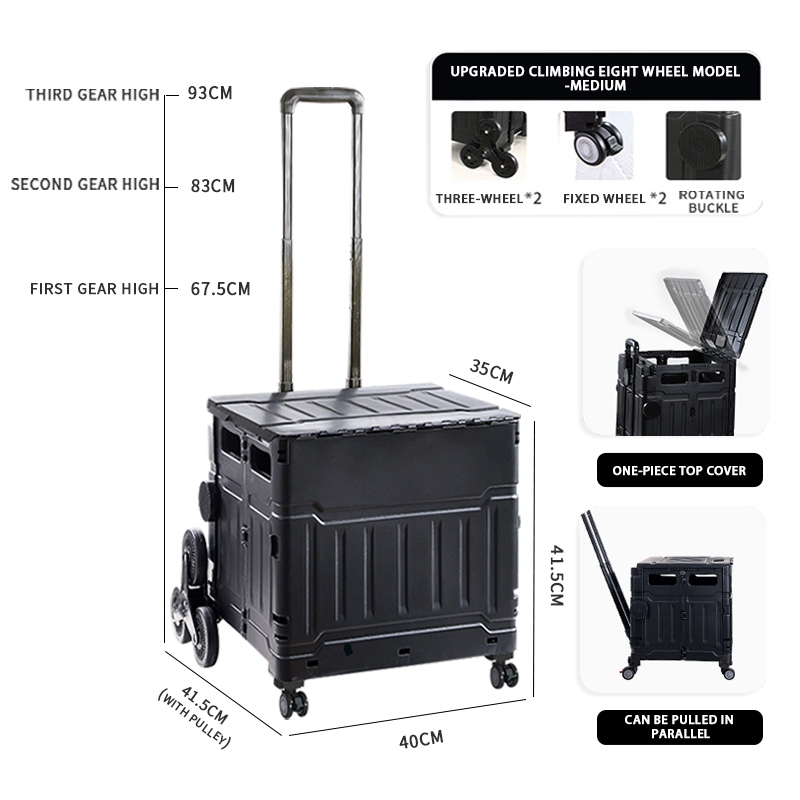 UPGRADED CLIMBING EIGHT WHEEL MODEL
-MEDIUM
THREE-WHEEL*2
FIXED WHEEL *2
ROTATING
BUCKLE
THIRD GEAR HIGH
93CM
SECOND GEAR HIGH
83CM
FIRST GEAR HIGH
67.5CM
35CM
41.5CM
41.5CM
(WITH PULLEY)
40CM
ONE-PIECE TOP COVER
CAN BE PULLED IN
PARALLEL